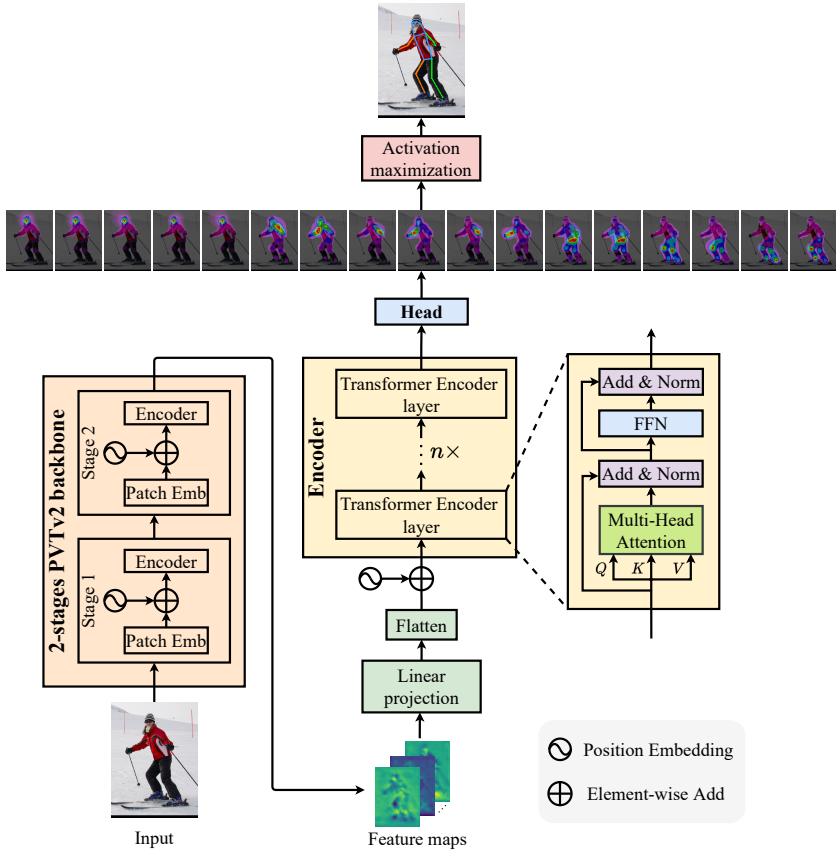 Activation
maximization
Head
2-stages PVTv2 backbone
Stage 2
Encoder
Patch Emb
Stage 1
Encoder
Patch Emb
Input
Encoder
Transformer Encoder
layer
n×
Transformer Encoder
layer
Flatten
Linear
projection
Feature maps
Add & Norm
FFN
Add & Norm
Multi-Head
Attention
Q K V
Position Embedding
Element-wise Add